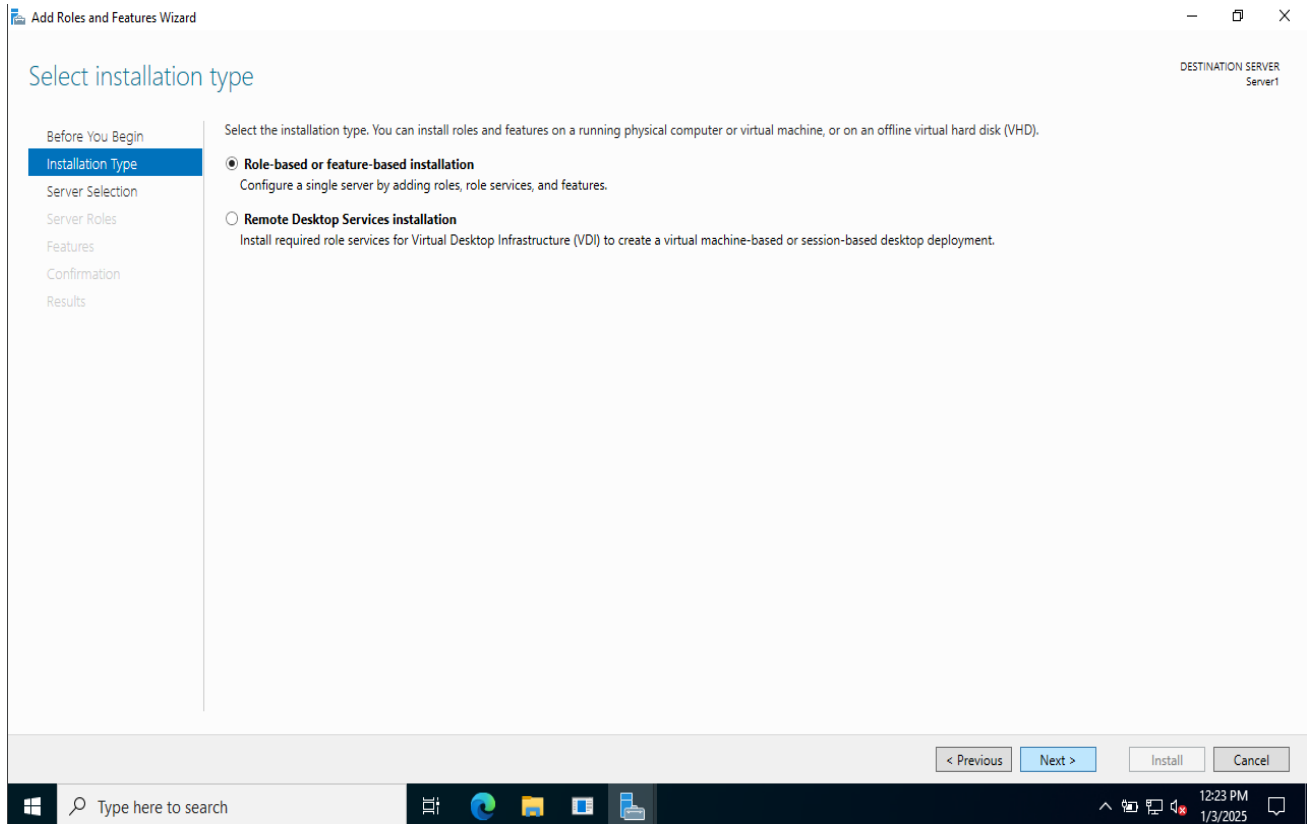 Add Roles and Features Wizard
Select installation type
DESTINATION SERVER
Server1
Before You Begin
Installation Type
Server Selection
Server Roles
Features
Confirmation
Results
Select the installation type. You can install roles and features on a running physical computer or virtual machine, or on an offline virtual hard disk (VHD).
Role-based or feature-based installation
Configure a single server by adding roles, role services, and features.
Remote Desktop Services installation
Install required role services for Virtual Desktop Infrastructure (VDI) to create a virtual machine-based or session-based desktop deployment.
< Previous
Next >
Install
Cancel
Type here to search
12:23 PM
1/3/2025